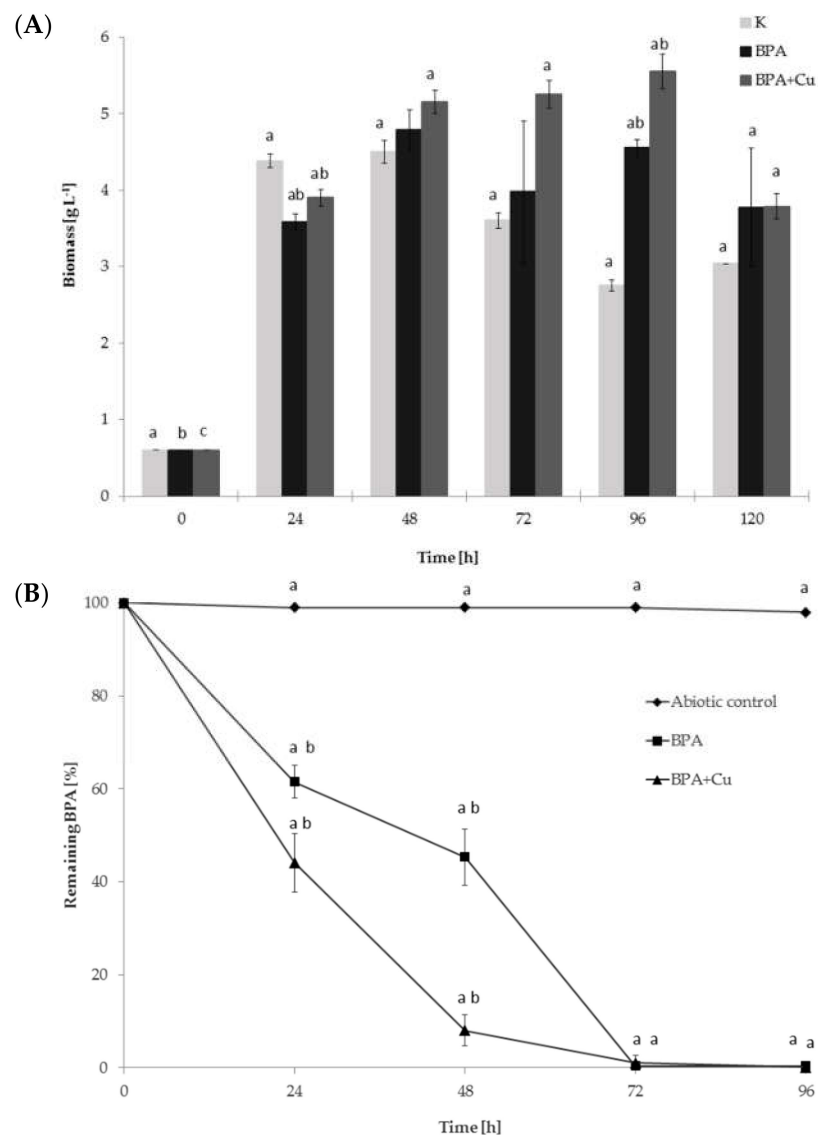 (A)
K
BPA
BPA+Cu
Biomass [g L-1]
6
5
4
3
2
1
0
a b c
a ab ab
a a
a a
a ab ab
a a a
0 24 48 72 96 120
Time [h]
(B)
Remaining BPA [%]
100
80
60
40
20
0
a a a a
a b
a b
a b
a b
a a
a a
Abiotic control
BPA
BPA+Cu
0 24 48 72 96
Time [h]